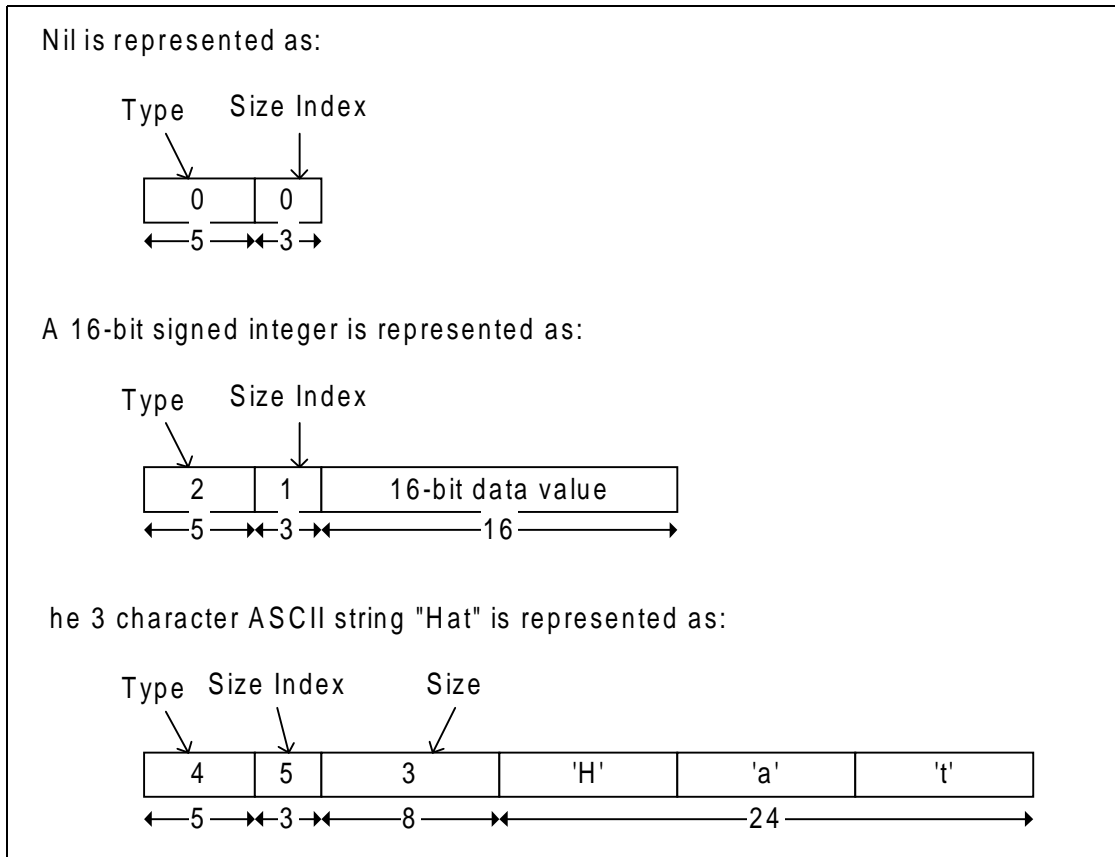 Nil is represented as:
Type Size Index
0 0
5 3
A 16-bit signed integer is represented as:
Type Size Index
2 1 16-bit data value
5 3 16
he 3 character ASCII string "Hat" is represented as:
Type Size Index Size
4 5 3 'H' 'a' 't'
5 3 8 24